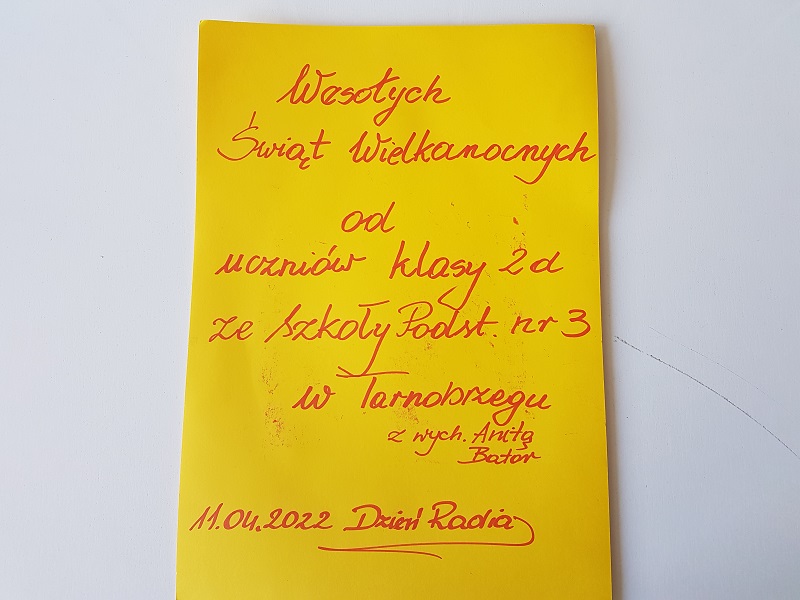 Wesołych
Świąt Wielkanocnych
od
uczniów klasy 2d
ze Szkoły Podst. nr 3
w Tarnobrzegu
z wych. Anitą
Bator
11.04.2022 Dzień Radia